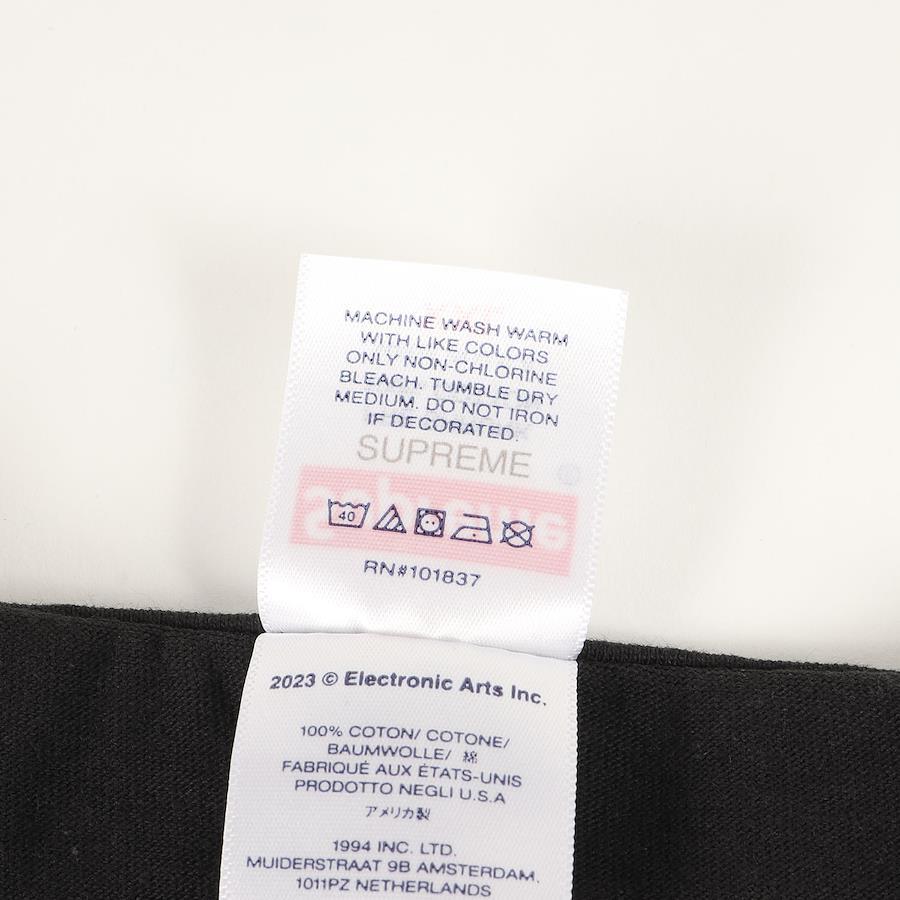 MACHINE WASH WARM
WITH LIKE COLORS
ONLY NON-CHLORINE
BLEACH. TUMBLE DRY
MEDIUM. DO NOT IRON
IF DECORATED.
SUPREME
40
RN#101837
2023 © Electronic Arts Inc.
100% COTON/ COTONE/
BAUMWOLLE/ 綿
FABRIQUÉ AUX ÉTATS-UNIS
PRODOTTO NEGLI U.S.A
アメリカ製
1994 INC. LTD.
MUIDERSTRAAT 9B AMSTERDAM,
1011PZ NETHERLANDS